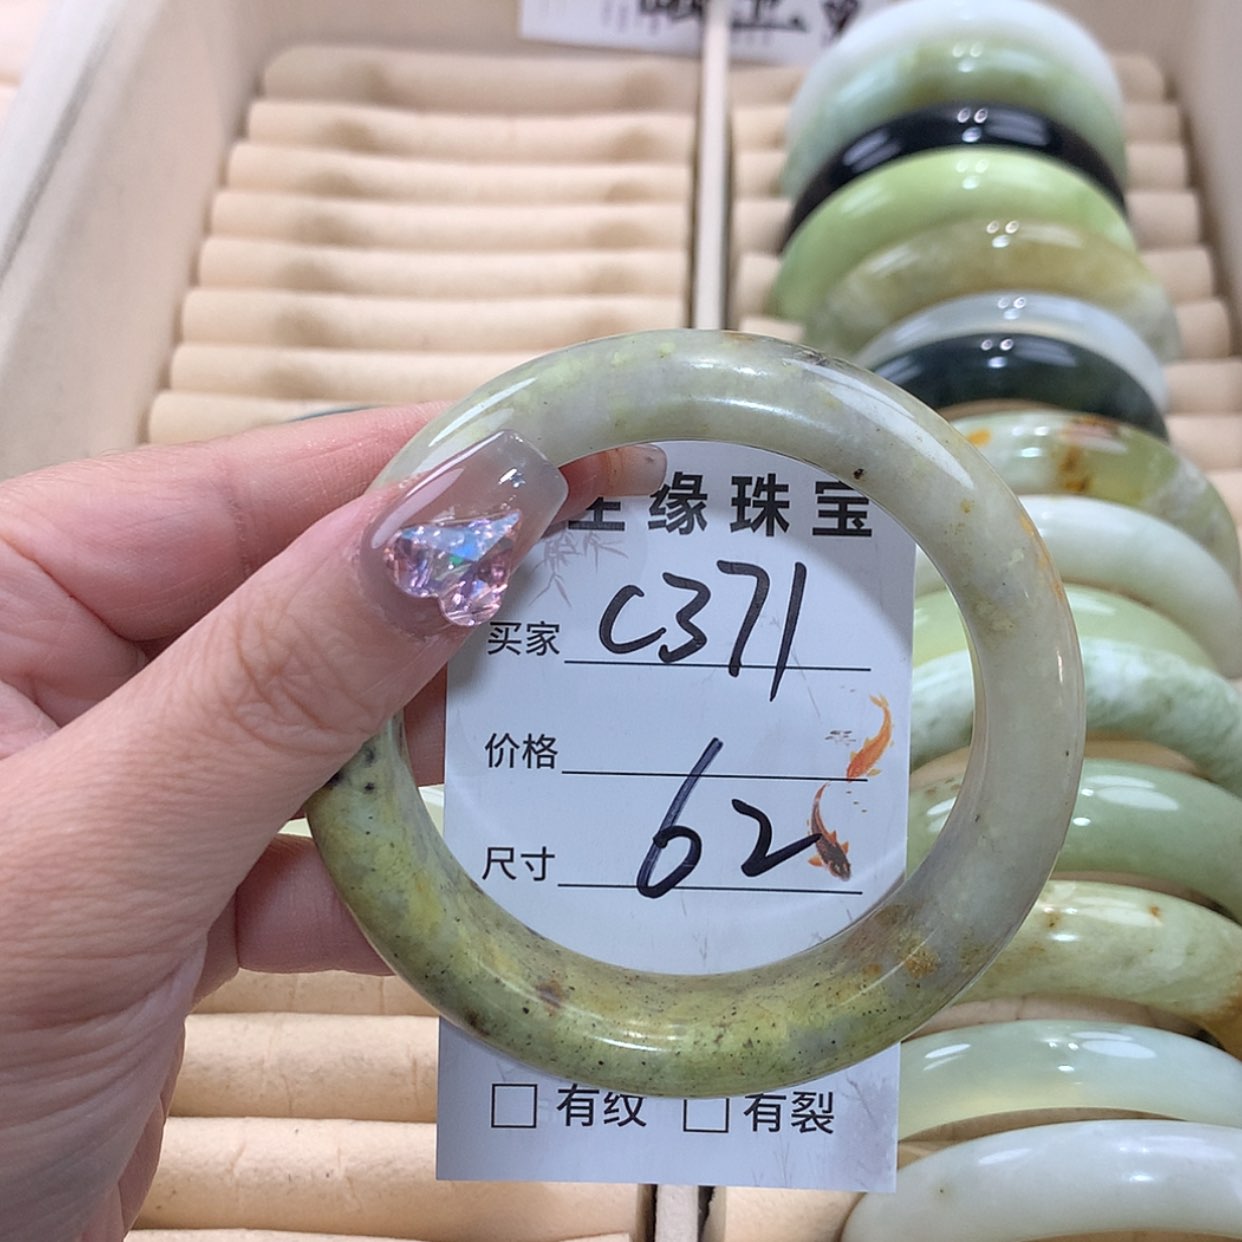 缘珠宝
买家 C371
价格
尺寸 62
有纹 有裂